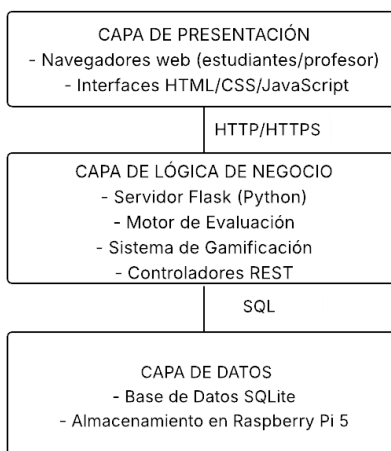 CAPA DE PRESENTACIÓN
- Navegadores web (estudiantes/profesor)
- Interfaces HTML/CSS/JavaScript
HTTP/HTTPS
CAPA DE LÓGICA DE NEGOCIO
- Servidor Flask (Python)
- Motor de Evaluación
- Sistema de Gamificación
- Controladores REST
SQL
CAPA DE DATOS
- Base de Datos SQLite
- Almacenamiento en Raspberry Pi 5